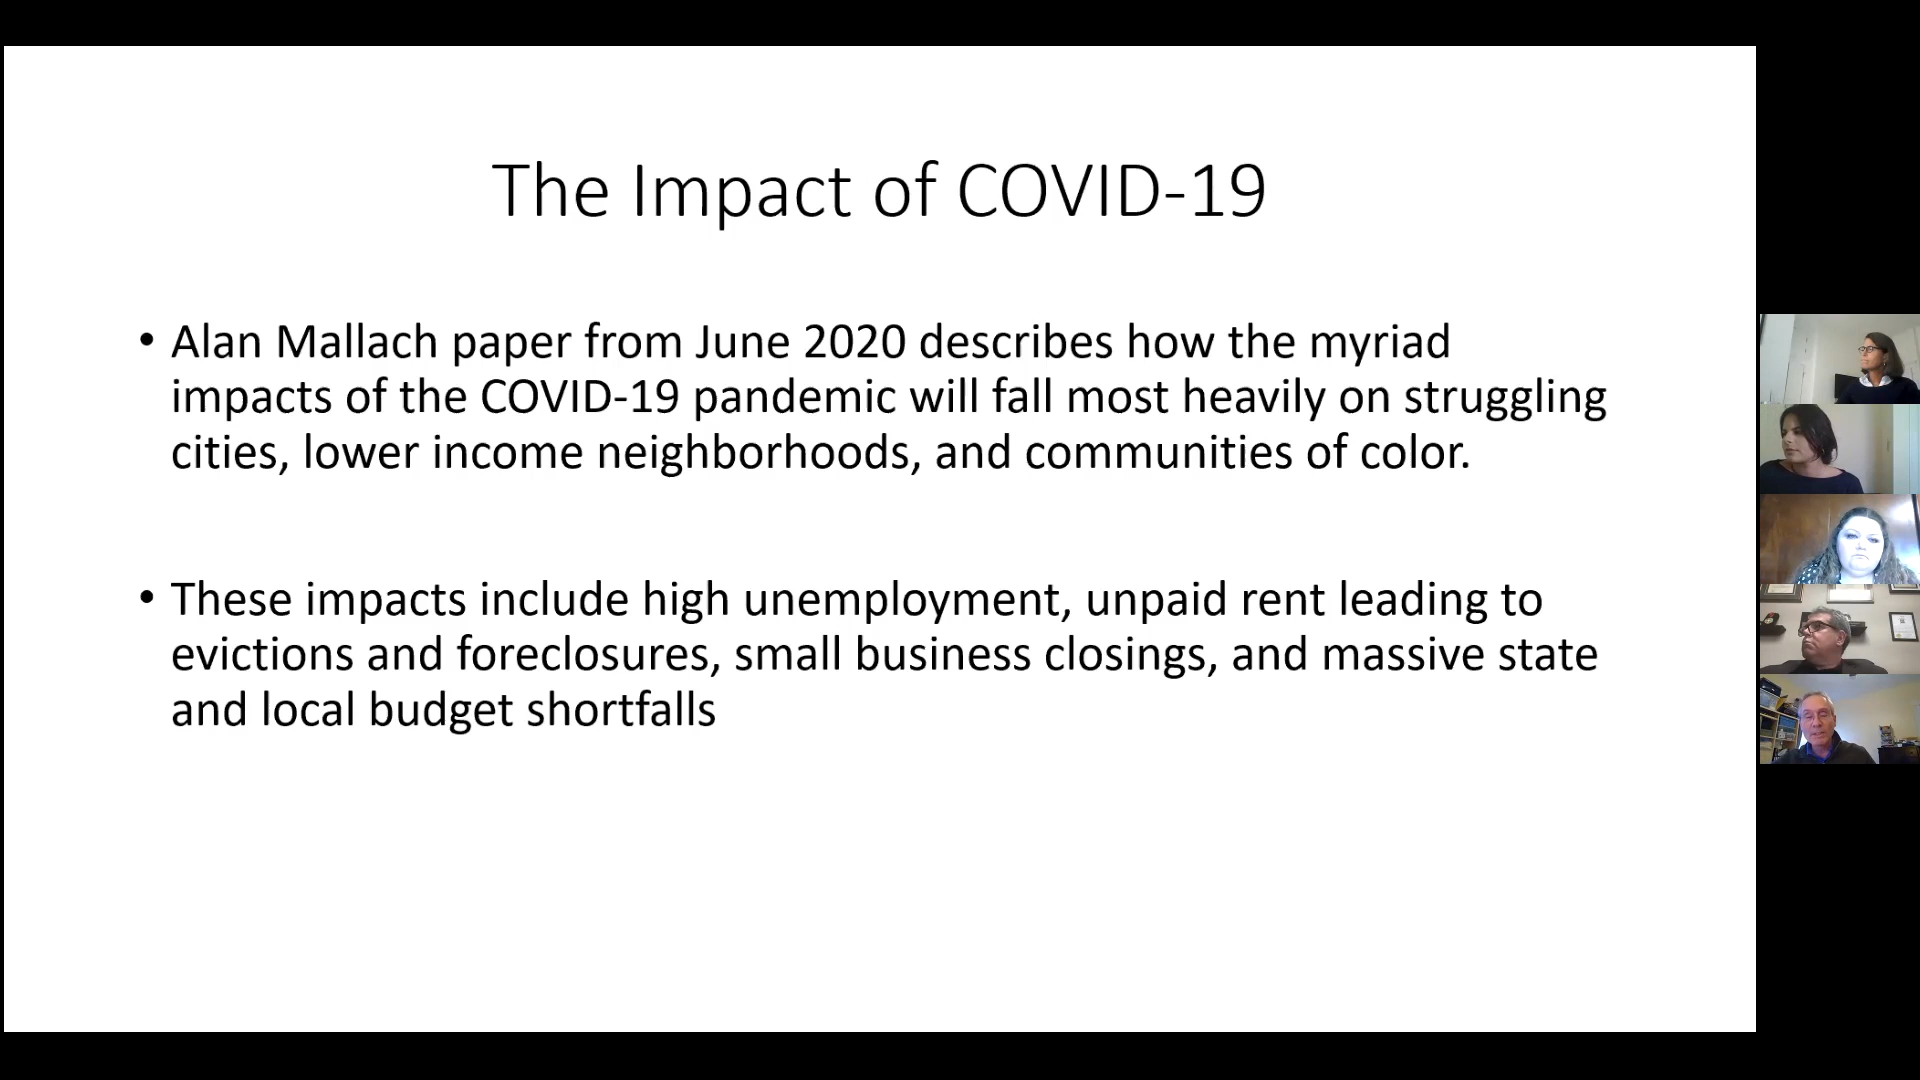 The Impact of COVID-19
• Alan Mallach paper from June 2020 describes how the myriad
impacts of the COVID-19 pandemic will fall most heavily on struggling
cities, lower income neighborhoods, and communities of color.
• These impacts include high unemployment, unpaid rent leading to
evictions and foreclosures, small business closings, and massive state
and local budget shortfalls